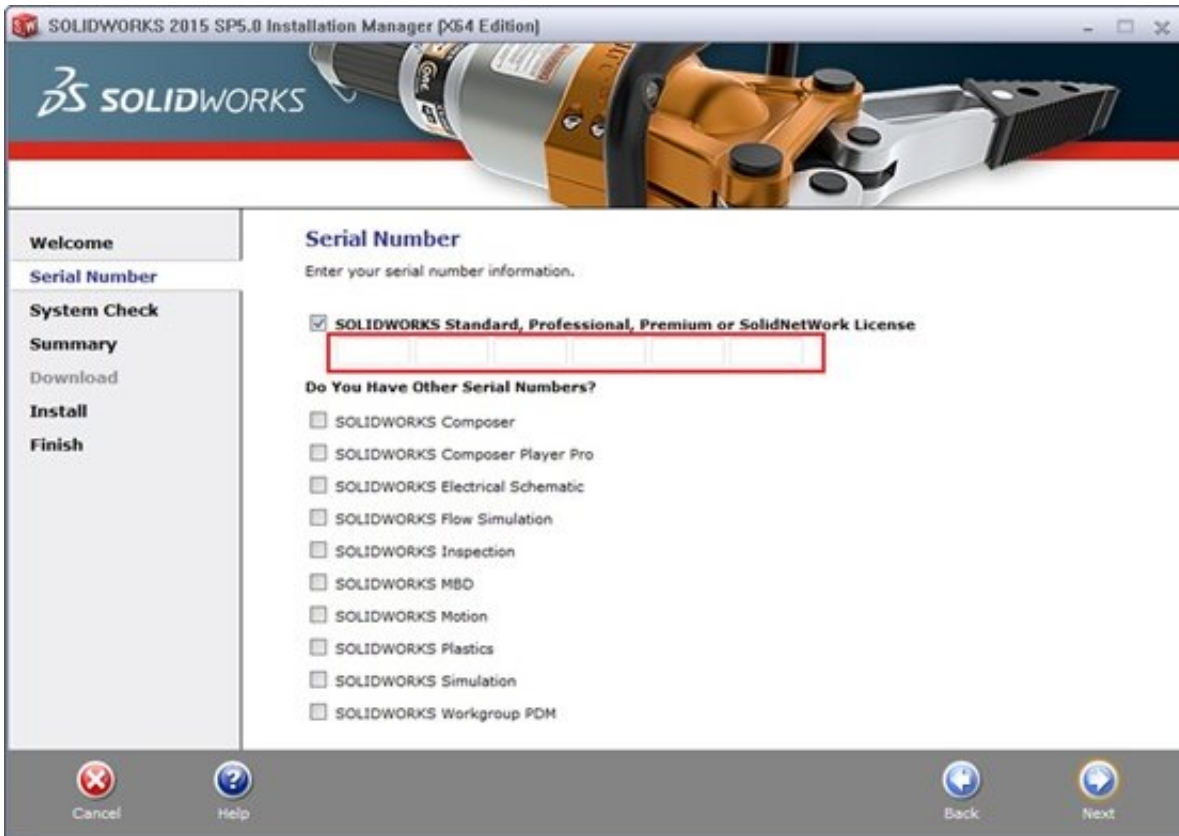 SOLIDWORKS 2015 SP5.0 Installation Manager (X64 Edition)
SOLIDWORKS
Welcome
Serial Number
System Check
Summary
Download
Install
Finish
Serial Number
Enter your serial number information.
SOLIDWORKS Standard, Professional, Premium or SolidNetWork License
Do You Have Other Serial Numbers?
SOLIDWORKS Composer
SOLIDWORKS Composer Player Pro
SOLIDWORKS Electrical Schematic
SOLIDWORKS Flow Simulation
SOLIDWORKS Inspection
SOLIDWORKS MBD
SOLIDWORKS Motion
SOLIDWORKS Plastics
SOLIDWORKS Simulation
SOLIDWORKS Workgroup PDM
Cancel
Help
Back
Next